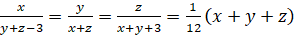 x/(y+z−3) = y/(x+z) = z/(x+y+3) = 1/12 (x + y + z)